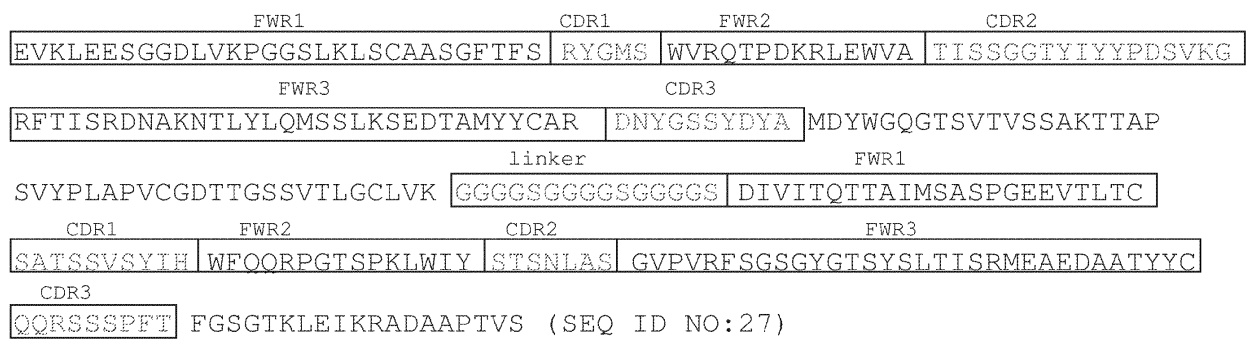 FWR1 CDR1 FWR2 CDR2
EVKLEESGGDLVKPGGSLKLSCAASGFTFS RYGMS WVRQTPDKRLEWVA TISSGGTYIYYPDSVKG
FWR3 CDR3
RFTISRDNAKNTLYLQMSSLKSEDTAMYYCAR DNYGSSYDYA MDYWGQGTSVTVSSAKTTAP
linker FWR1
SVYPLAPVCGDTTGSSVTLGCLVK GGGGSGGGGSGGGGS DIVITQTTAIMSASPGEEVTLTC
CDR1 FWR2 CDR2 FWR3
SATSSVSYIH WFQQRPGTSPKLWIY STSNLAS GVPVRFSGSGYGTSYSLTISRMEAEDAATYYC
CDR3
QQRSSSPFT FGSGTKLEIKRADAAPTVS (SEQ ID NO:27)